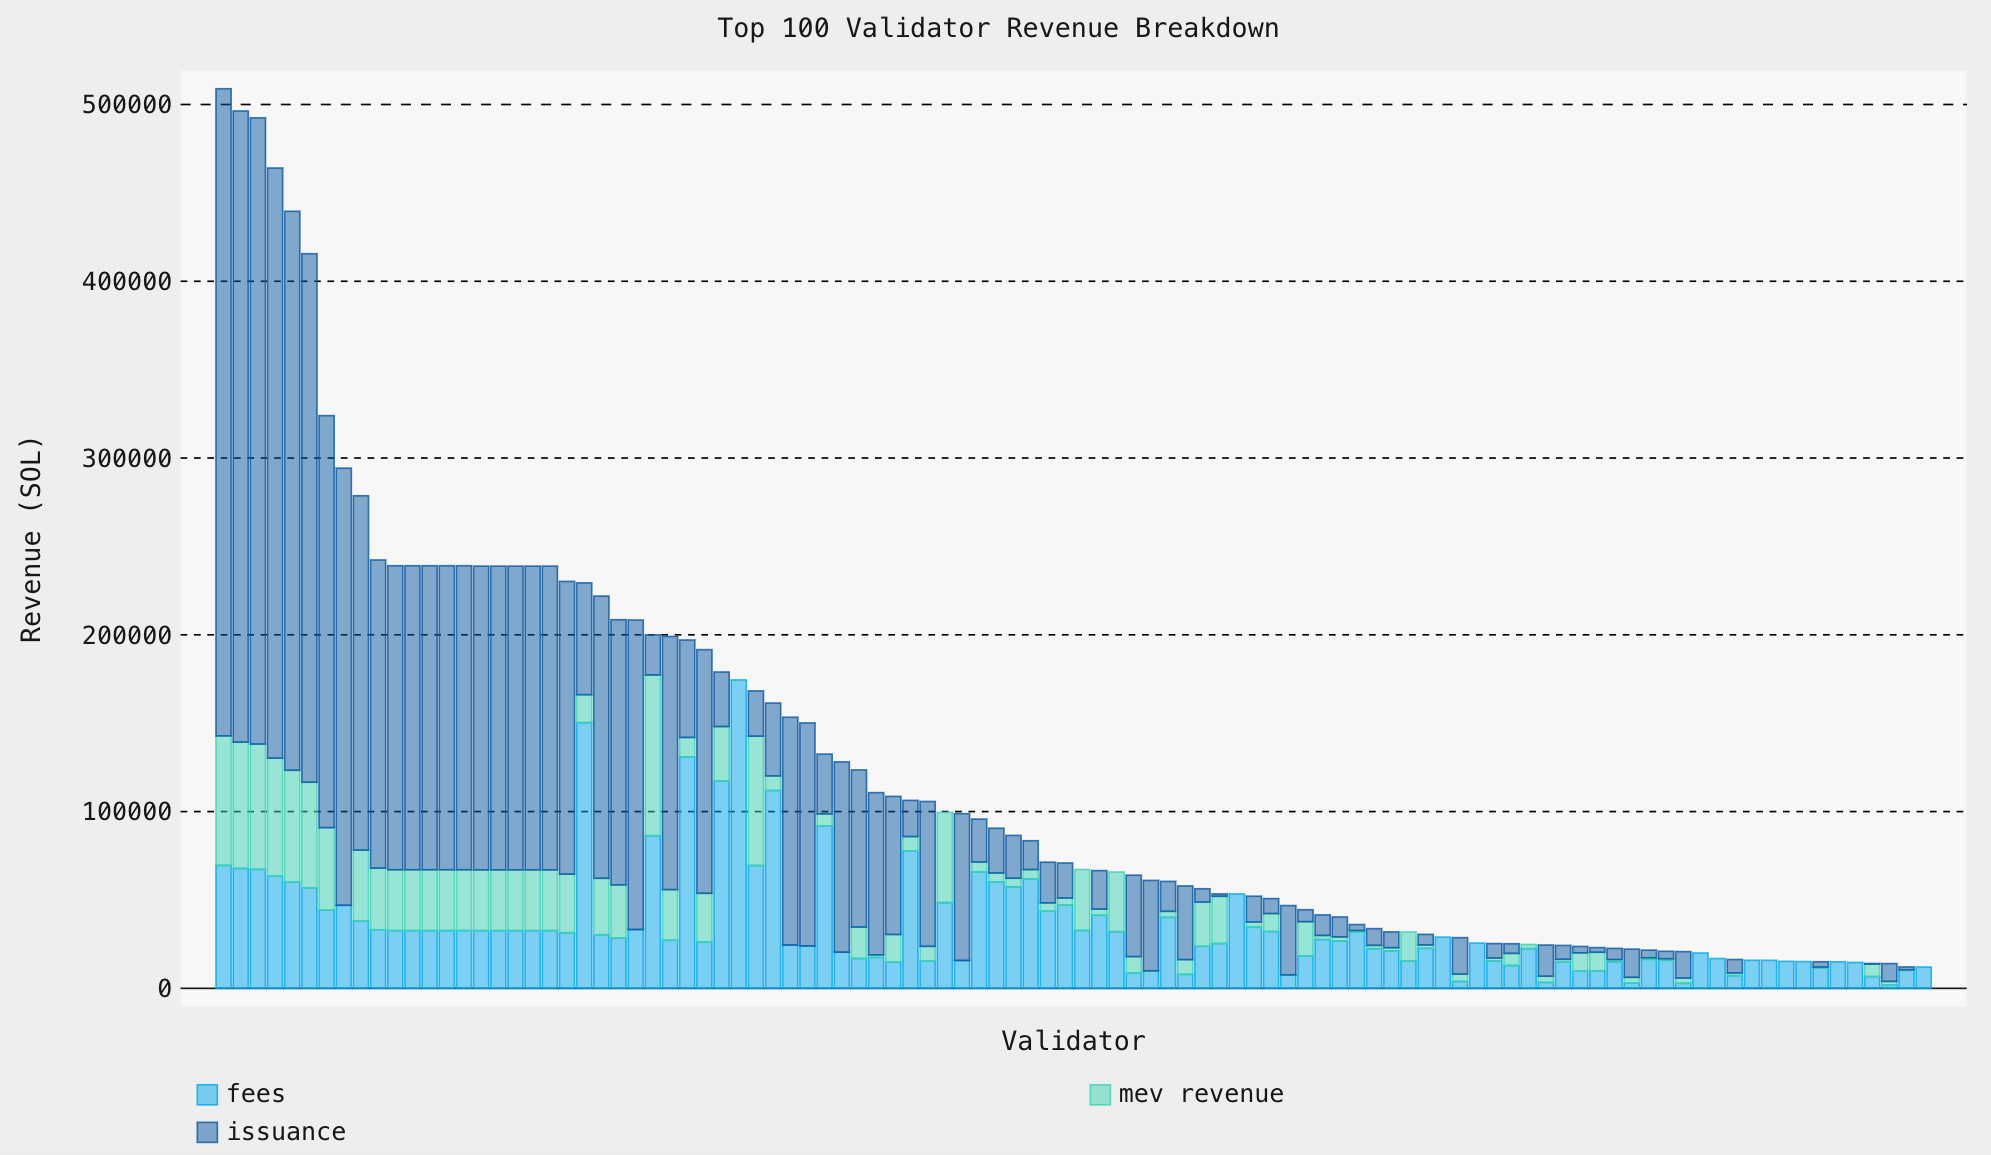 Top 100 Validator Revenue Breakdown
500000
400000
300000
200000
100000
0
Revenue (SOL)
Validator
fees
mev revenue
issuance